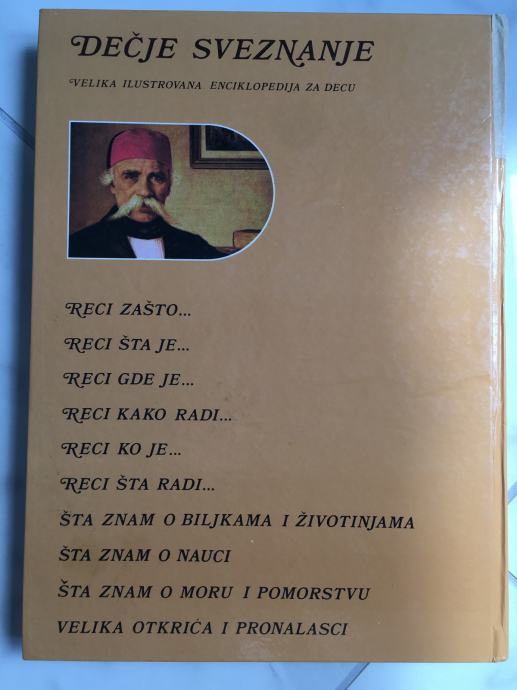 DEČJE SVEZNANJE
VELIKA ILUSTROVANA ENCIKLOPEDIJA ZA DECU
RECI ZAŠTO...
RECI ŠTA JE...
RECI GDE JE...
RECI KAKO RADI...
RECI KO JE...
RECI ŠTA RADI...
ŠTA ZNAM O BILJKAMA I ŽIVOTINJAMA
ŠTA ZNAM O NAUCI
ŠTA ZNAM O MORU I POMORSTVU
VELIKA OTKRIĆA I PRONALASCI